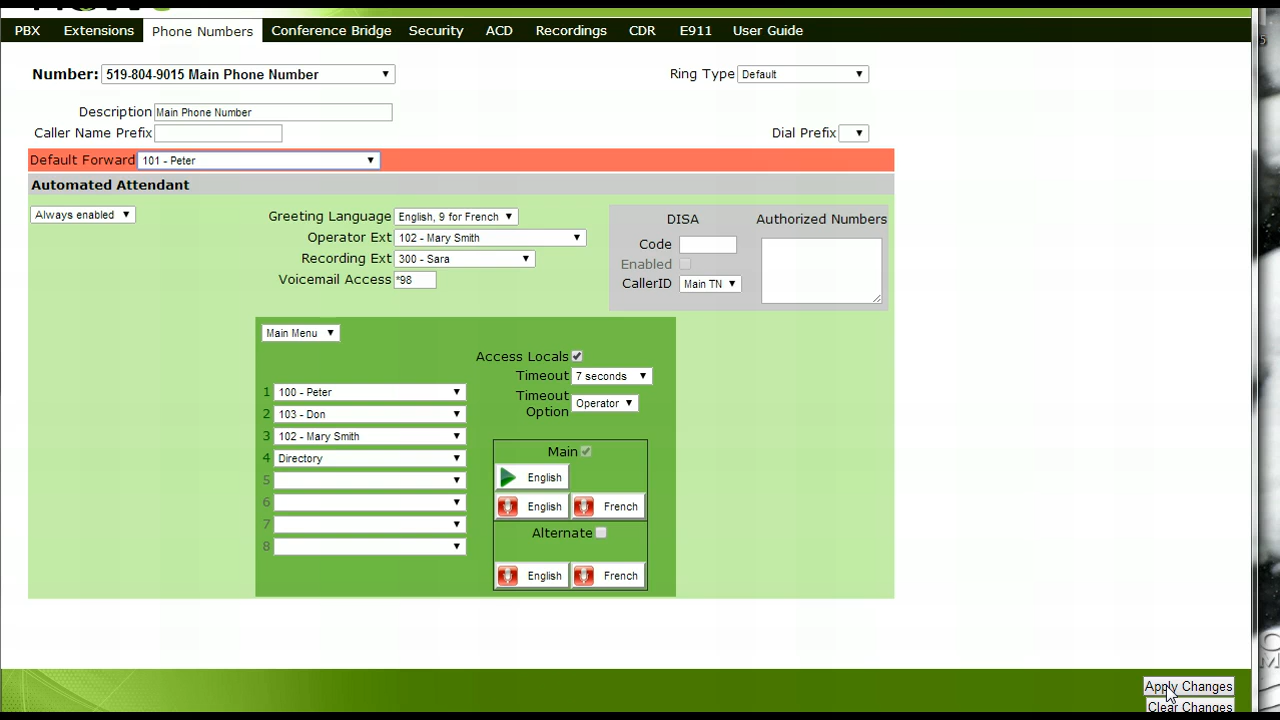 PBX Extensions Phone Numbers Conference Bridge Security ACD Recordings CDR E911 User Guide
Number: 519-804-9015 Main Phone Number Ring Type Default
Description Main Phone Number
Caller Name Prefix Dial Prefix
Default Forward 101 - Peter
Automated Attendant
Always enabled
Greeting Language English, 9 for French
Operator Ext 102 - Mary Smith
Recording Ext 300 - Sara
Voicemail Access *98
DISA Authorized Numbers
Code
Enabled
CallerID Main TN
Main Menu
Access Locals
Timeout 7 seconds
Timeout
Option Operator
1 100 - Peter
2 103 - Don
3 102 - Mary Smith
4 Directory
5
6
7
8
Main
English
English French
Alternate
English French
Apply Changes
Clear Changes